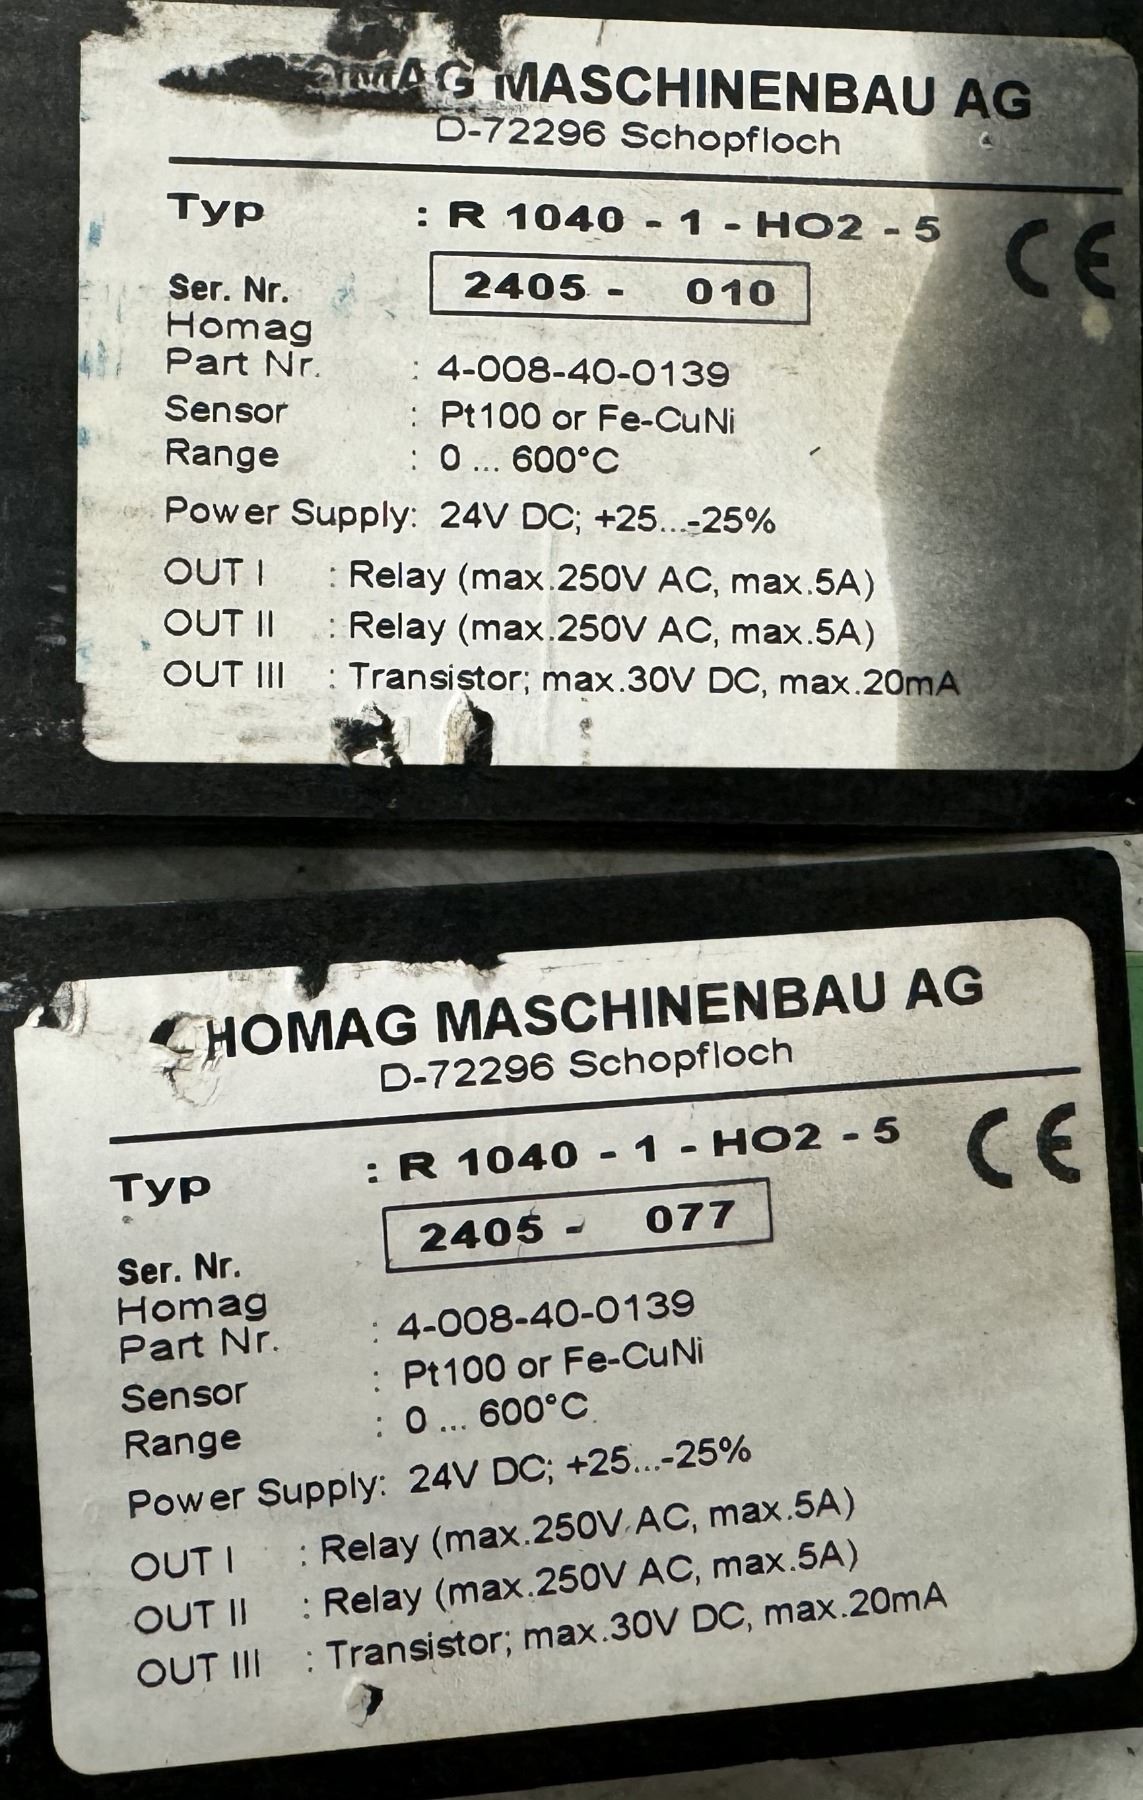 HOMAG MASCHINENBAU AG
D-72296 Schopfloch
Typ : R 1040 - 1 - HO2 - 5
CE
Ser. Nr. 2405 - 010
Homag
Part Nr. : 4-008-40-0139
Sensor : Pt100 or Fe-CuNi
Range : 0 ... 600°C
Power Supply: 24V DC; +25...-25%
OUT I : Relay (max.250V AC, max.5A)
OUT II : Relay (max.250V AC, max.5A)
OUT III : Transistor; max.30V DC, max.20mA
HOMAG MASCHINENBAU AG
D-72296 Schopfloch
Typ : R 1040 - 1 - HO2 - 5
CE
Ser. Nr. 2405 - 077
Homag
Part Nr. : 4-008-40-0139
Sensor : Pt100 or Fe-CuNi
Range : 0 ... 600°C
Power Supply: 24V DC; +25...-25%
OUT I : Relay (max.250V AC, max.5A)
OUT II : Relay (max.250V AC, max.5A)
OUT III : Transistor; max.30V DC, max.20mA